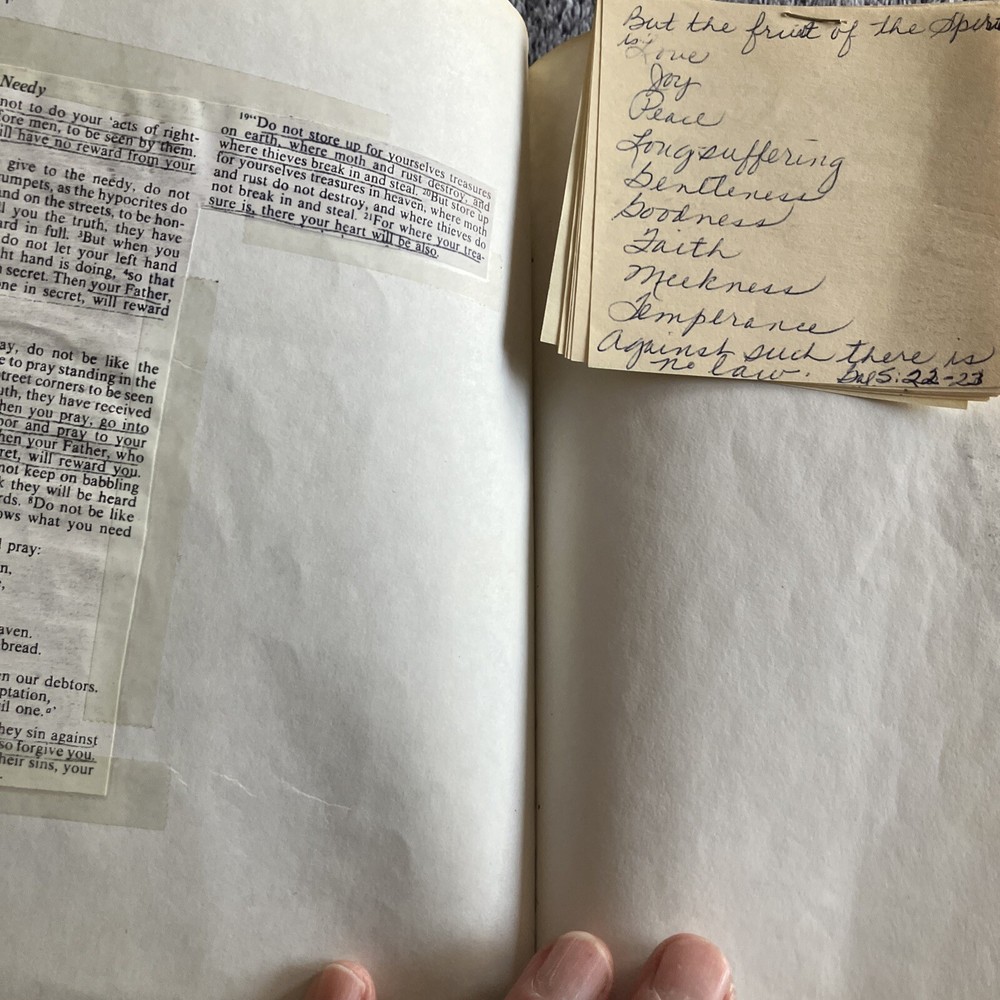 Needy
not to do your 'acts of right-
fore men, to be seen by them.
ill have no reward from your
give to the needy, do not
rumpets, as the hypocrites do
and on the streets, to be hon-
ll you the truth, they have
ard in full. ³But when you
do not let your left hand
ht hand is doing, ⁴so that
secret. Then your Father,
one in secret, will reward
ay, do not be like the
e to pray standing in the
treet corners to be seen
uth, they have received
hen you pray, go into
oor and pray to your
hen your Father, who
ret, will reward you.
not keep on babbling
k they will be heard
rds. ⁸Do not be like
ows what you need
pray:
n.
aven.
bread.
n our debtors.
ptation,
il one.ᵃ'
hey sin against
so forgive you.
heir sins, your
¹⁹"Do not store up for yourselves treasures
on earth, where moth and rust destroy, and
where thieves break in and steal. ²⁰But store up
for yourselves treasures in heaven, where moth
and rust do not destroy, and where thieves do
not break in and steal. ²¹For where your trea-
sure is, there your heart will be also.
But the fruit of the Spiri
is Love
Joy
Peace
Longsuffering
Gentleness
Goodness
Faith
Meekness
Temperance
Against such there is
no law. Gal 5:22-23